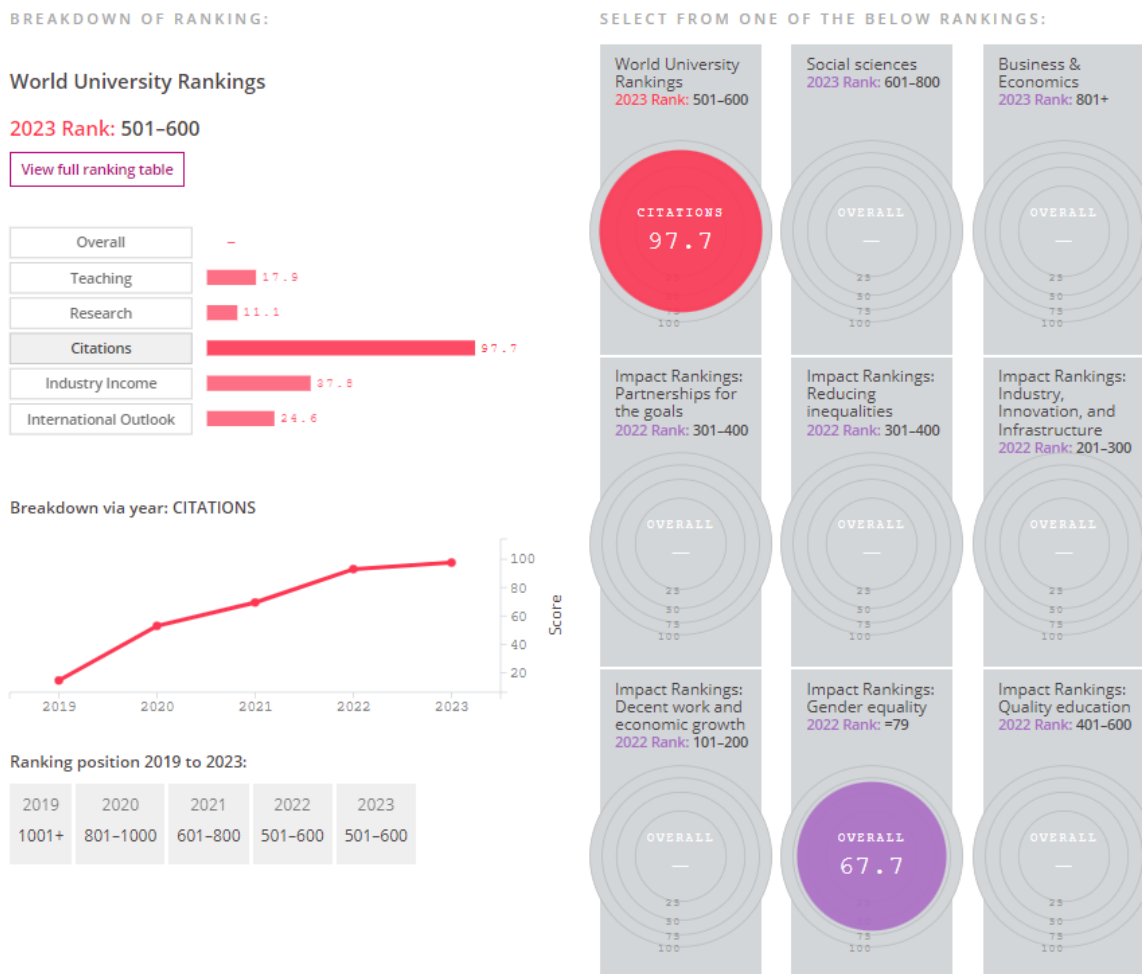 BREAKDOWN OF RANKING:
World University Rankings
2023 Rank: 501–600
View full ranking table
Overall –
Teaching 17.9
Research 11.1
Citations 97.7
Industry Income 37.8
International Outlook 24.6
Breakdown via year: CITATIONS
100
80
60
40
20
Score
2019 2020 2021 2022 2023
Ranking position 2019 to 2023:
2019 2020 2021 2022 2023
1001+ 801–1000 601–800 501–600 501–600
SELECT FROM ONE OF THE BELOW RANKINGS:
World University
Rankings
2023 Rank: 501–600
CITATIONS
97.7
25
50
75
100
Social sciences
2023 Rank: 601–800
OVERALL
—
25
50
75
100
Business &
Economics
2023 Rank: 801+
OVERALL
—
25
50
75
100
Impact Rankings:
Partnerships for
the goals
2022 Rank: 301–400
OVERALL
—
25
50
75
100
Impact Rankings:
Reducing
inequalities
2022 Rank: 301–400
OVERALL
—
25
50
75
100
Impact Rankings:
Industry,
Innovation, and
Infrastructure
2022 Rank: 201–300
OVERALL
—
25
50
75
100
Impact Rankings:
Decent work and
economic growth
2022 Rank: 101–200
OVERALL
—
25
50
75
100
Impact Rankings:
Gender equality
2022 Rank: =79
OVERALL
67.7
25
50
75
100
Impact Rankings:
Quality education
2022 Rank: 401–600
OVERALL
—
25
50
75
100